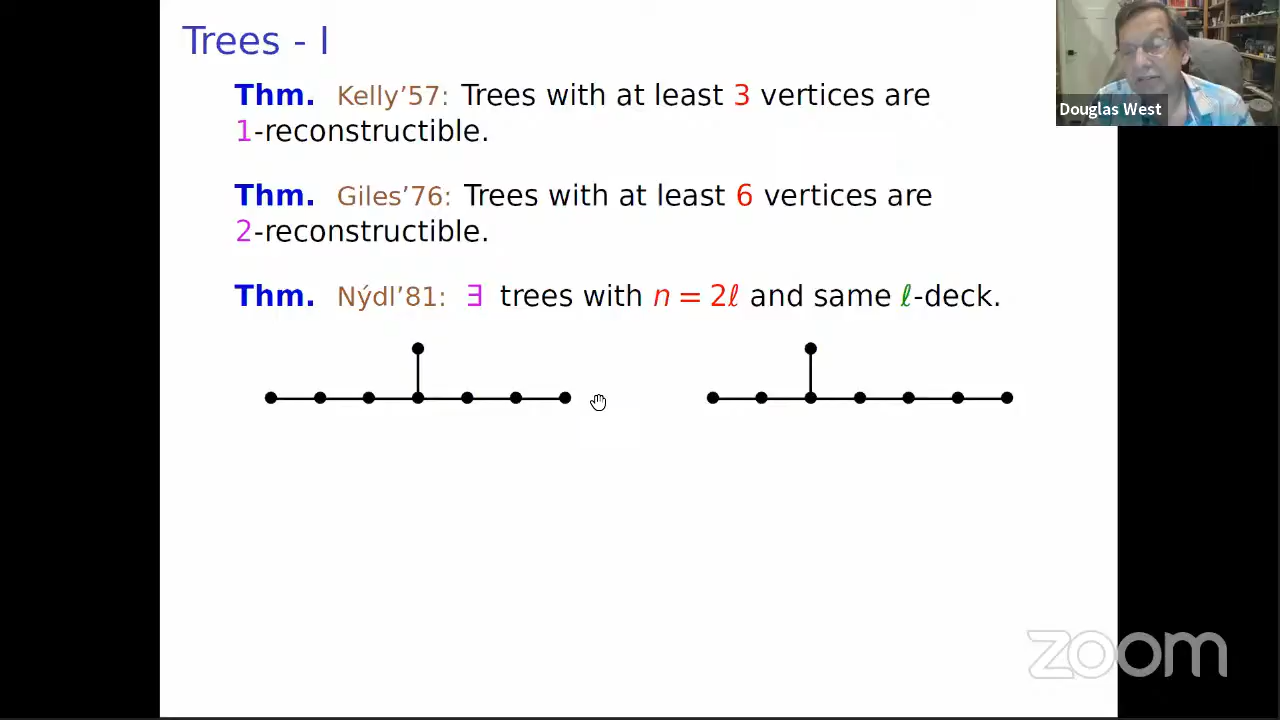 Trees - I
Thm. Kelly’57: Trees with at least 3 vertices are
1-reconstructible.
Thm. Giles’76: Trees with at least 6 vertices are
2-reconstructible.
Thm. Nýdl’81: ∃ trees with n = 2ℓ and same ℓ-deck.
Douglas West
zoom